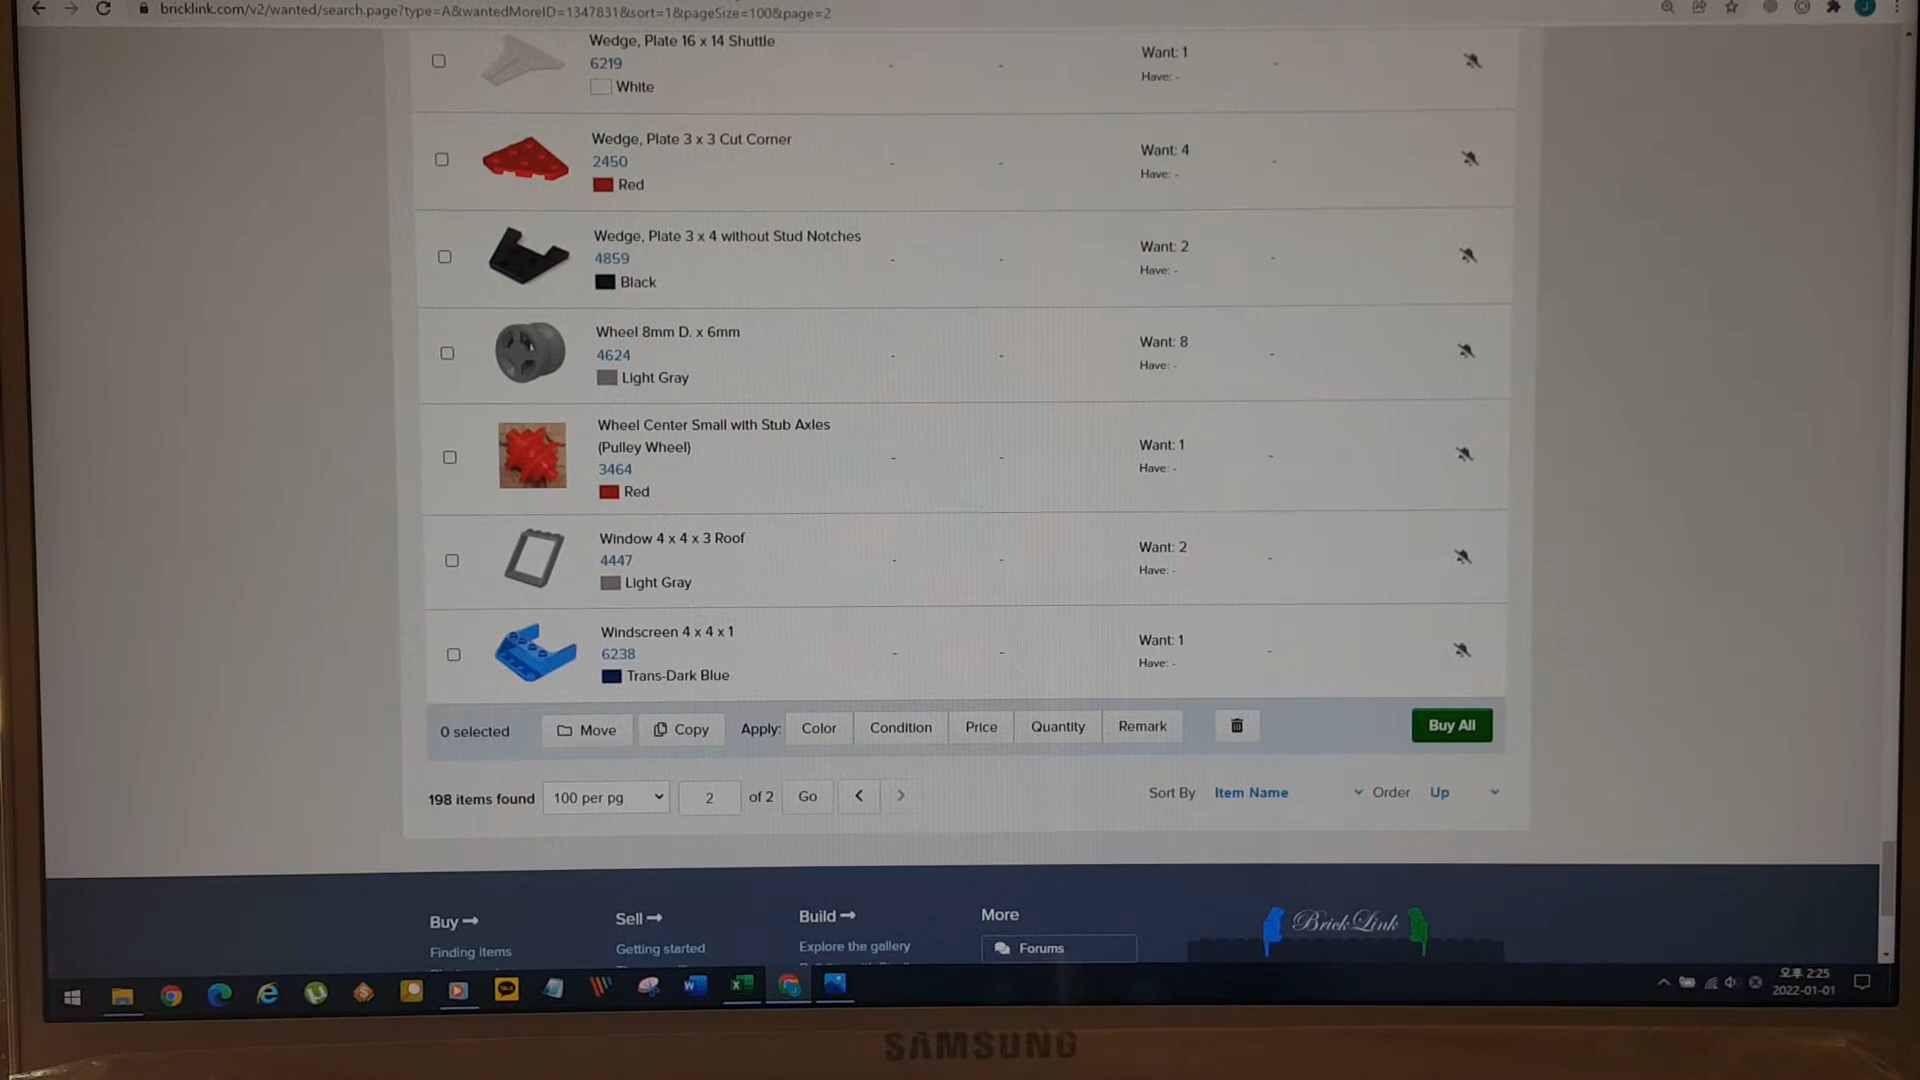 bricklink.com/v2/wanted/search.page?type=A&wantedMoreID=1347831&sort=1&pageSize=100&page=2
Wedge, Plate 16 x 14 Shuttle
6219
White
-
-
Want: 1
Have: -
-
Wedge, Plate 3 x 3 Cut Corner
2450
Red
-
-
Want: 4
Have: -
-
Wedge, Plate 3 x 4 without Stud Notches
4859
Black
-
-
Want: 2
Have: -
-
Wheel 8mm D. x 6mm
4624
Light Gray
-
-
Want: 8
Have: -
-
Wheel Center Small with Stub Axles
(Pulley Wheel)
3464
Red
-
-
Want: 1
Have: -
-
Window 4 x 4 x 3 Roof
4447
Light Gray
-
-
Want: 2
Have: -
-
Windscreen 4 x 4 x 1
6238
Trans-Dark Blue
-
-
Want: 1
Have: -
-
0 selected Move Copy Apply: Color Condition Price Quantity Remark Buy All
198 items found 100 per pg 2 of 2 Go < > Sort By Item Name Order Up
Buy Sell Build More BrickLink
Finding items Getting started Explore the gallery Forums
오후 2:25
2022-01-01
SAMSUNG